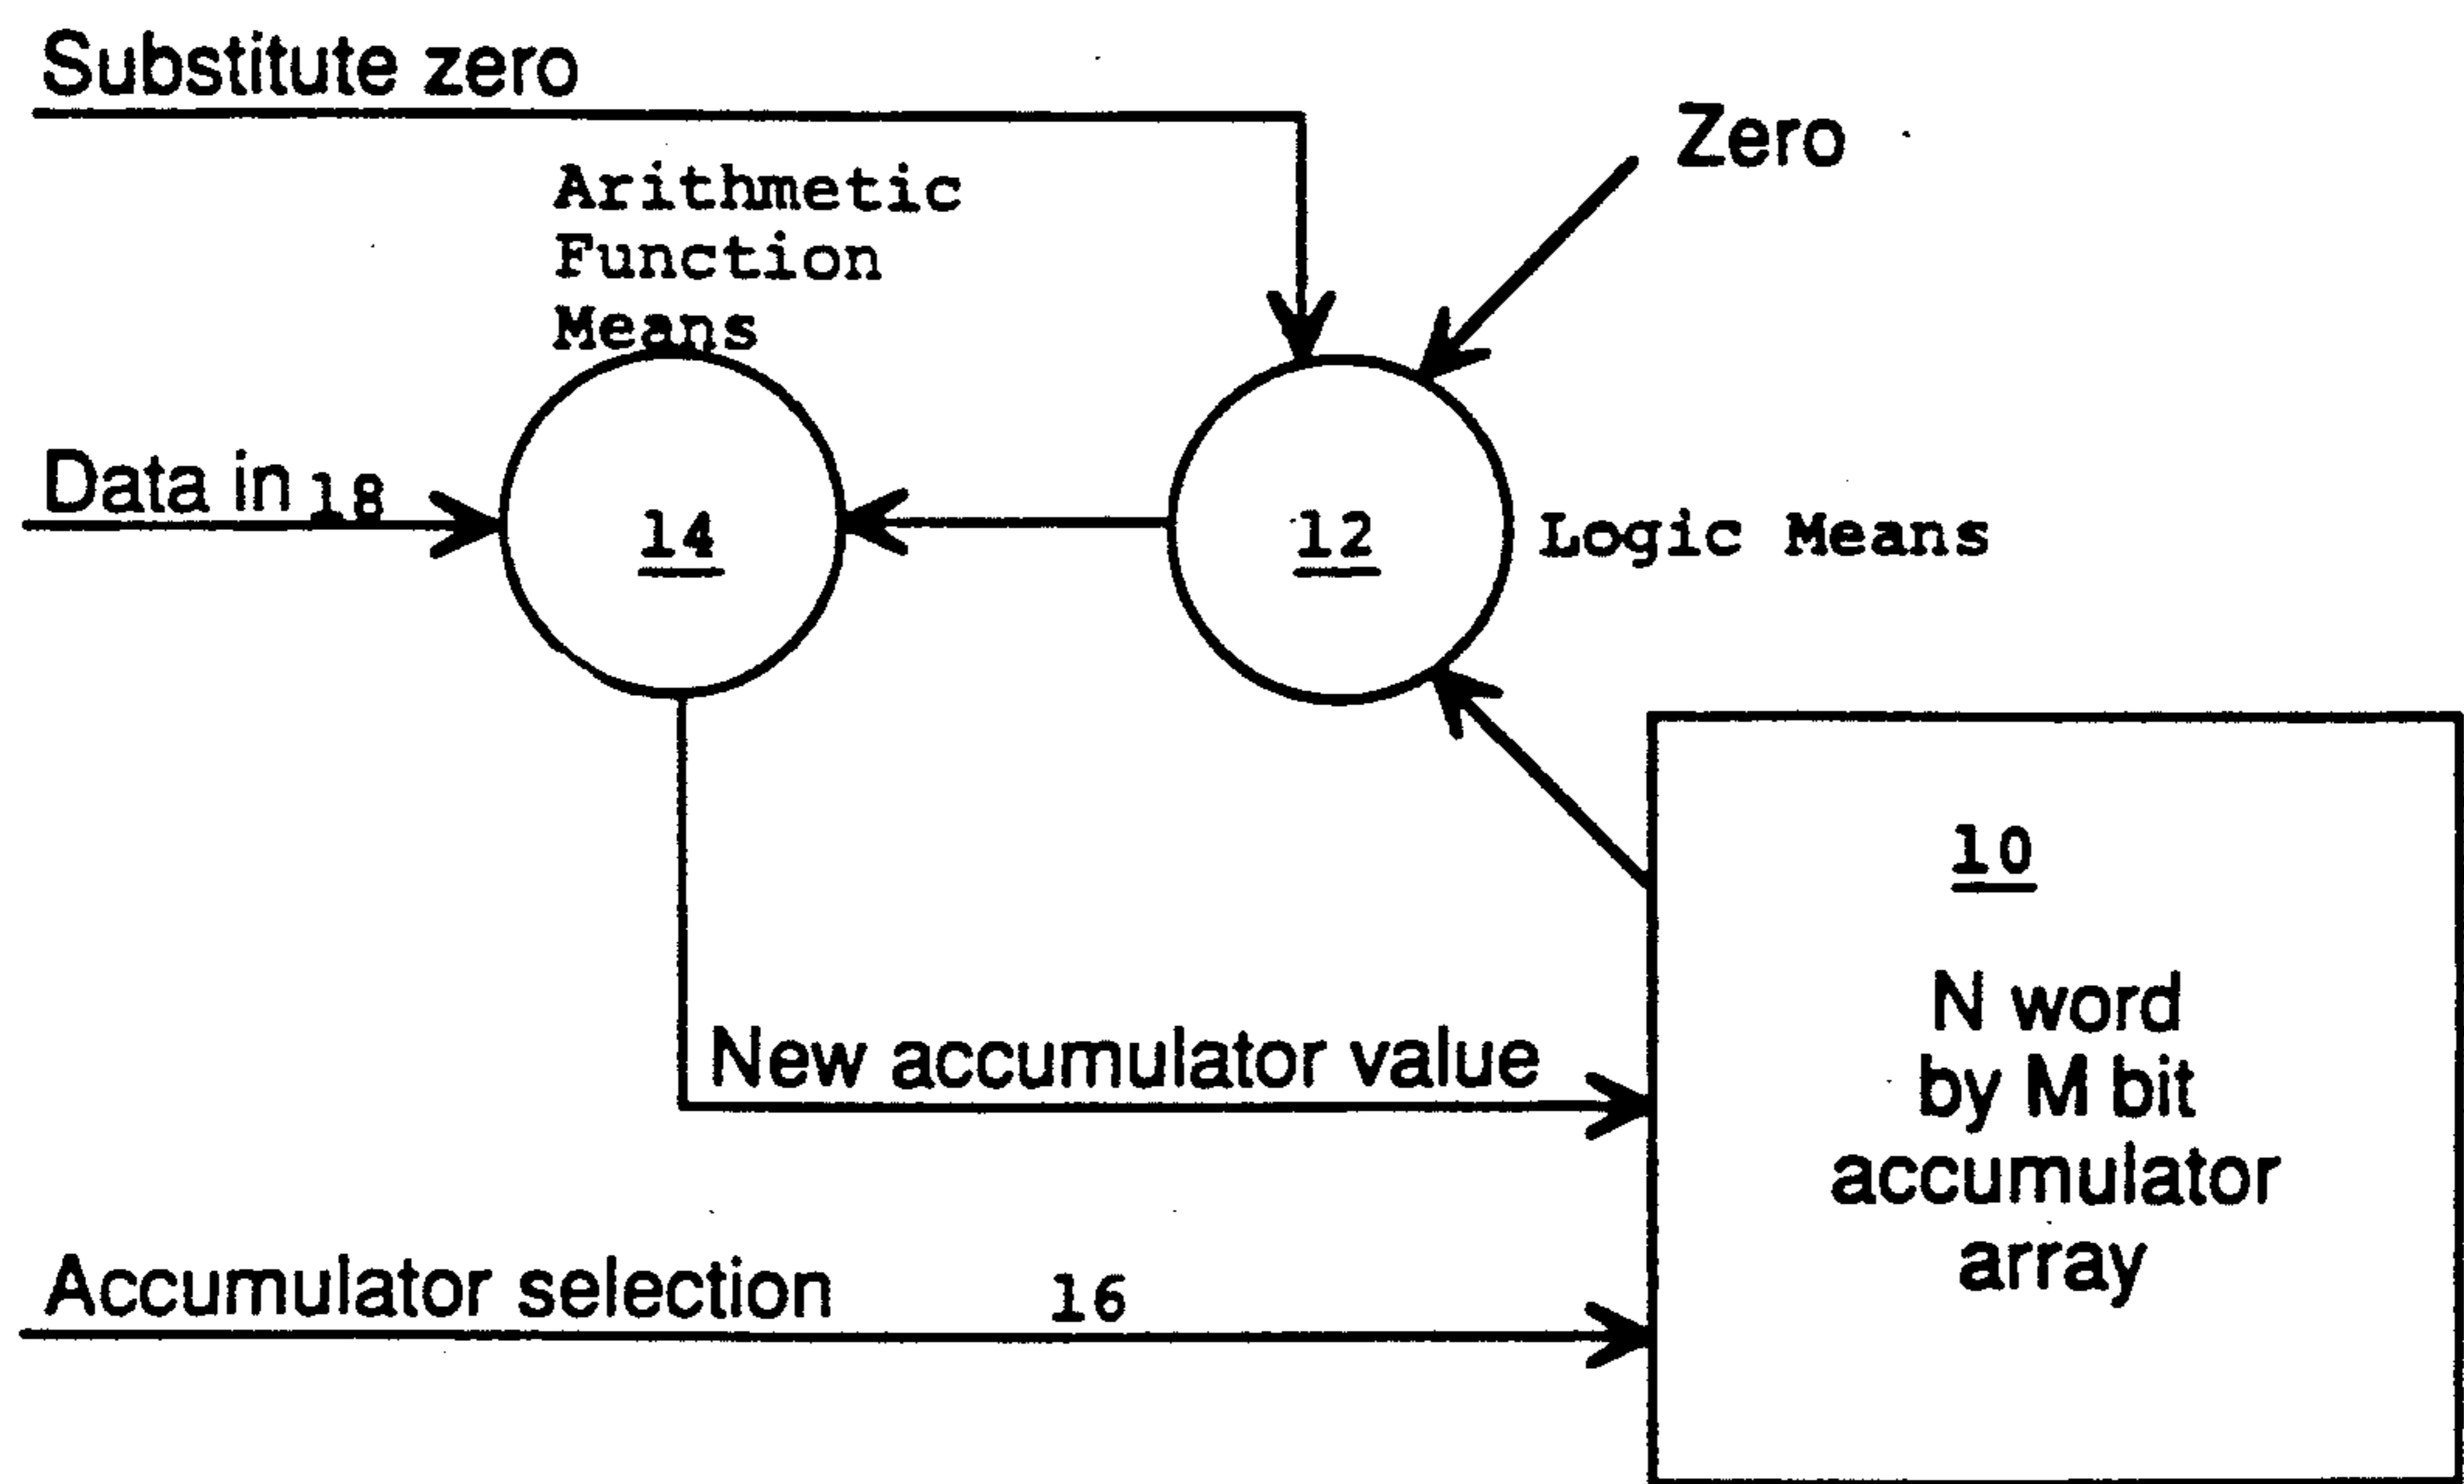 Substitute zero
Zero
Arithmetic
Function
Means
Data in 18
14
12
Logic Means
10
N word
by M bit
accumulator
array
New accumulator value
Accumulator selection 16